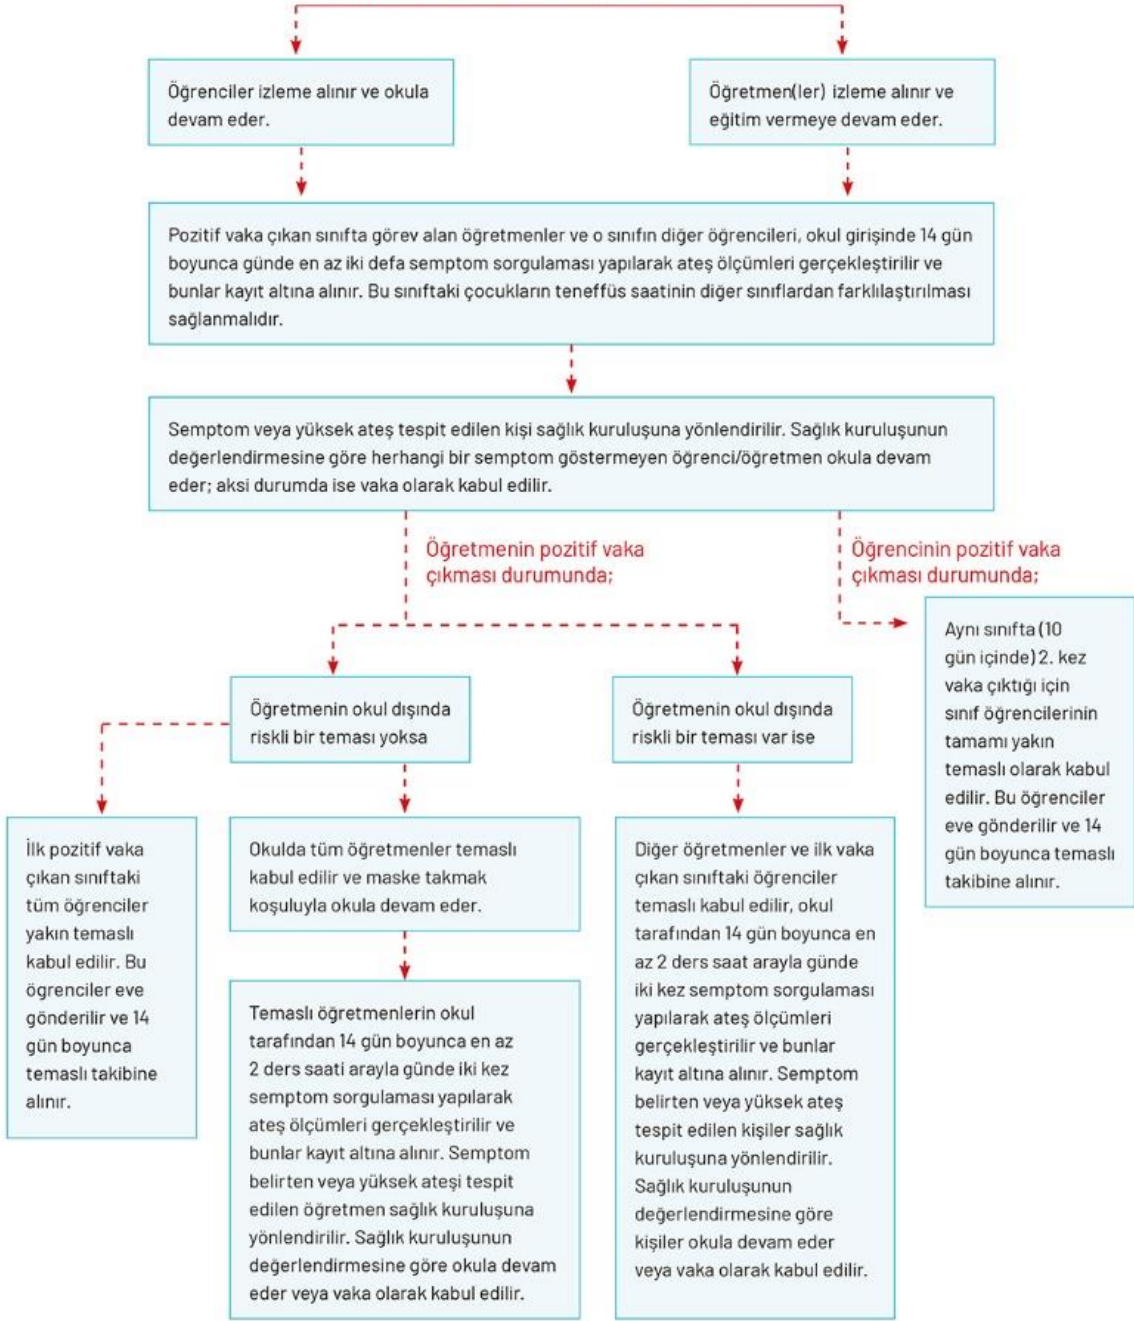 Öğrenciler izleme alınır ve okula
devam eder.
Öğretmen(ler) izleme alınır ve
eğitim vermeye devam eder.
Pozitif vaka çıkan sınıfta görev alan öğretmenler ve o sınıfın diğer öğrencileri, okul girişinde 14 gün
boyunca günde en az iki defa semptom sorgulaması yapılarak ateş ölçümleri gerçekleştirilir ve
bunlar kayıt altına alınır. Bu sınıftaki çocukların teneffüs saatinin diğer sınıflardan farklılaştırılması
sağlanmalıdır.
Semptom veya yüksek ateş tespit edilen kişi sağlık kuruluşuna yönlendirilir. Sağlık kuruluşunun
değerlendirmesine göre herhangi bir semptom göstermeyen öğrenci/öğretmen okula devam
eder; aksi durumda ise vaka olarak kabul edilir.
Öğretmenin pozitif vaka
çıkması durumunda;
Öğrencinin pozitif vaka
çıkması durumunda;
Öğretmenin okul dışında
riskli bir teması yoksa
Öğretmenin okul dışında
riskli bir teması var ise
Aynı sınıfta (10
gün içinde) 2. kez
vaka çıktığı için
sınıf öğrencilerinin
tamamı yakın
temaslı olarak kabul
edilir. Bu öğrenciler
eve gönderilir ve 14
gün boyunca temaslı
takibine alınır.
İlk pozitif vaka
çıkan sınıftaki
tüm öğrenciler
yakın temaslı
kabul edilir. Bu
ögrenciler eve
gönderilir ve 14
gün boyunca
temaslı takibine
alınır.
Okulda tüm öğretmenler temaslı
kabul edilir ve maske takmak
koşuluyla okula devam eder.
Temaslı öğretmenlerin okul
tarafından 14 gün boyunca en az
2 ders saati arayla günde iki kez
semptom sorgulaması yapılarak
ateş ölçümleri gerçekleştirilir ve
bunlar kayıt altına alınır. Semptom
belirten veya yüksek ateşi tespit
edilen öğretmen sağlık kuruluşuna
yönlendirilir. Sağlık kuruluşunun
değerlendirmesine göre okula devam
eder veya vaka olarak kabul edilir.
Diğer öğretmenler ve ilk vaka
çıkan sınıftaki öğrenciler
temaslı kabul edilir, okul
tarafından 14 gün boyunca en
az 2 ders saat arayla günde
iki kez semptom sorgulaması
yapılarak ateş ölçümleri
gerçekleştirilir ve bunlar
kayıt altına alınır. Semptom
belirten veya yüksek ateş
tespit edilen kişiler sağlık
kuruluşuna yönlendirilir.
Sağlık kuruluşunun
değerlendirmesine göre
kişiler okula devam eder
veya vaka olarak kabul edilir.